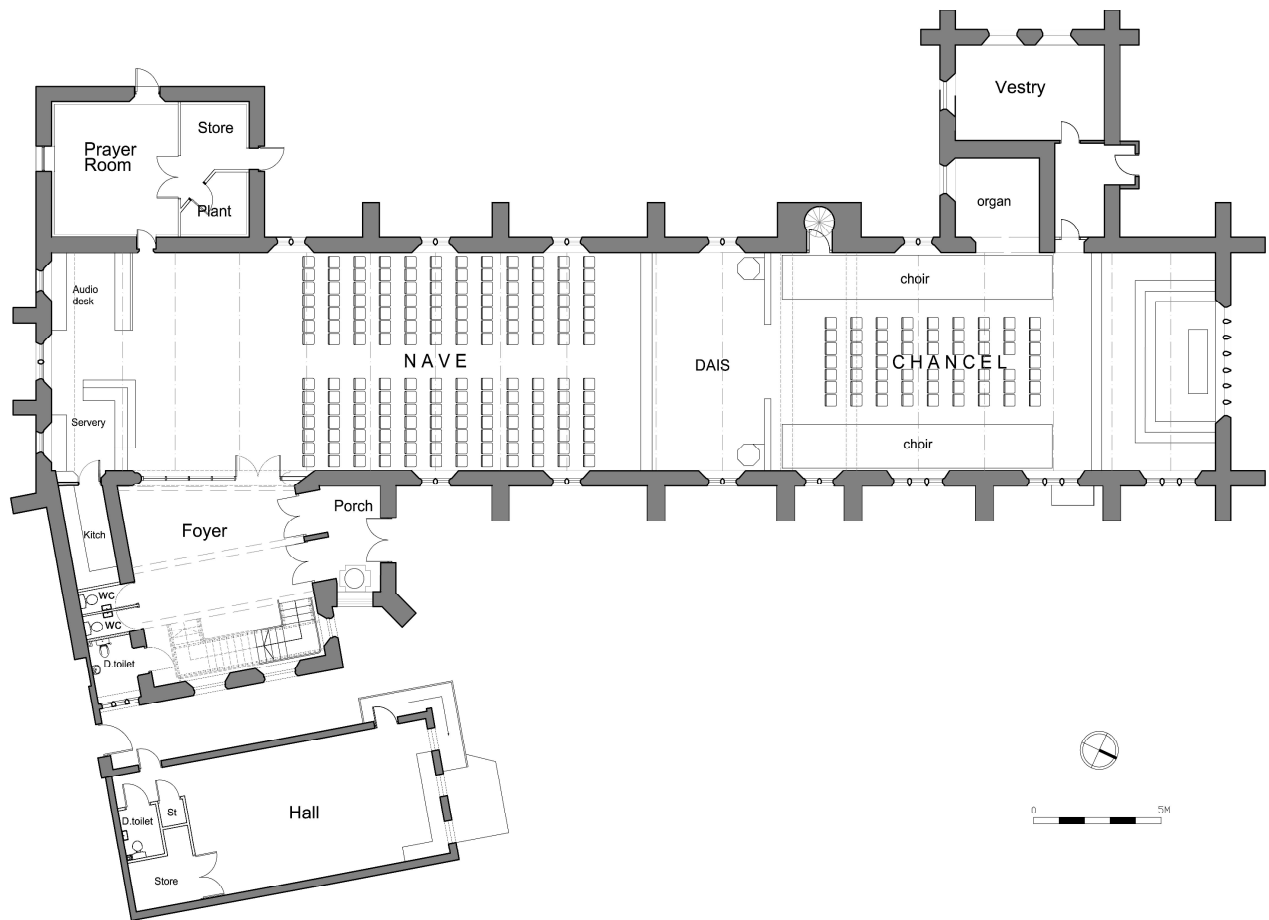 Vestry
Store
Prayer
Room
Plant
organ
Audio
desk
choir
NAVE
DAIS
CHANCEL
Servery
choir
Kitch
Foyer
Porch
WC
WC
D.toilet
Hall
D.toilet
St
Store
0 5M